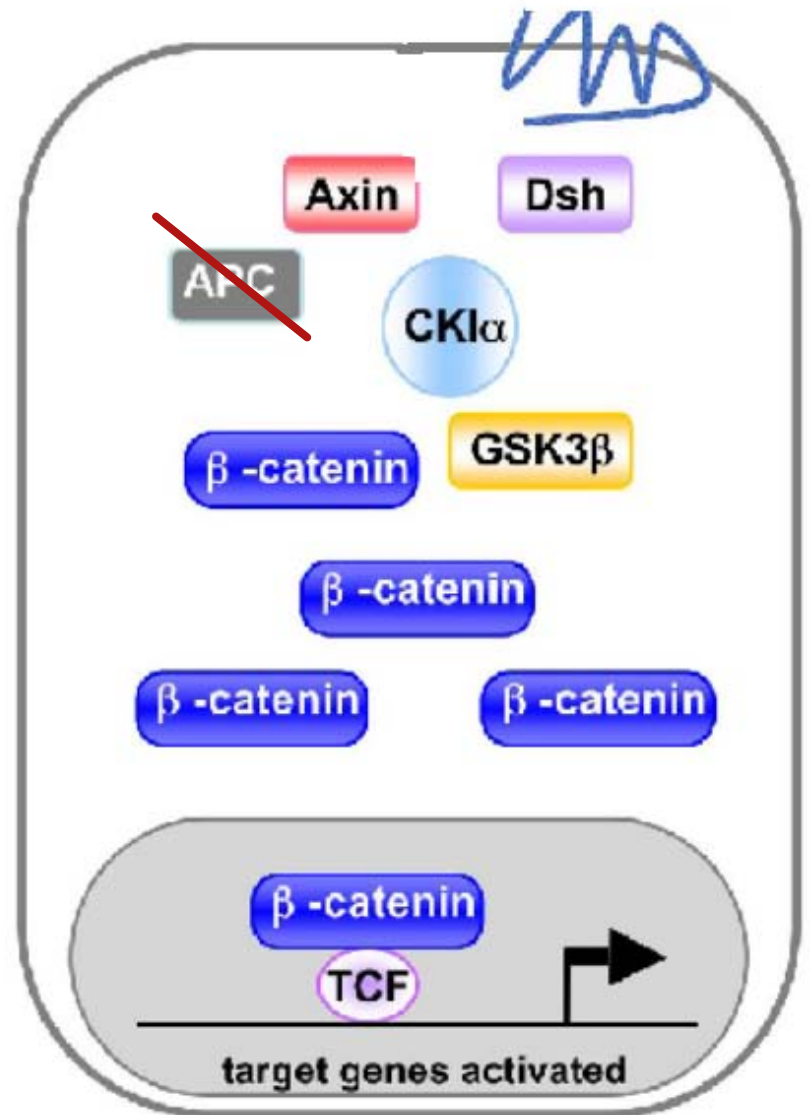 Axin
Dsh
APC
CKIα
β -catenin
GSK3β
β -catenin
β -catenin
β -catenin
β -catenin
TCF
target genes activated